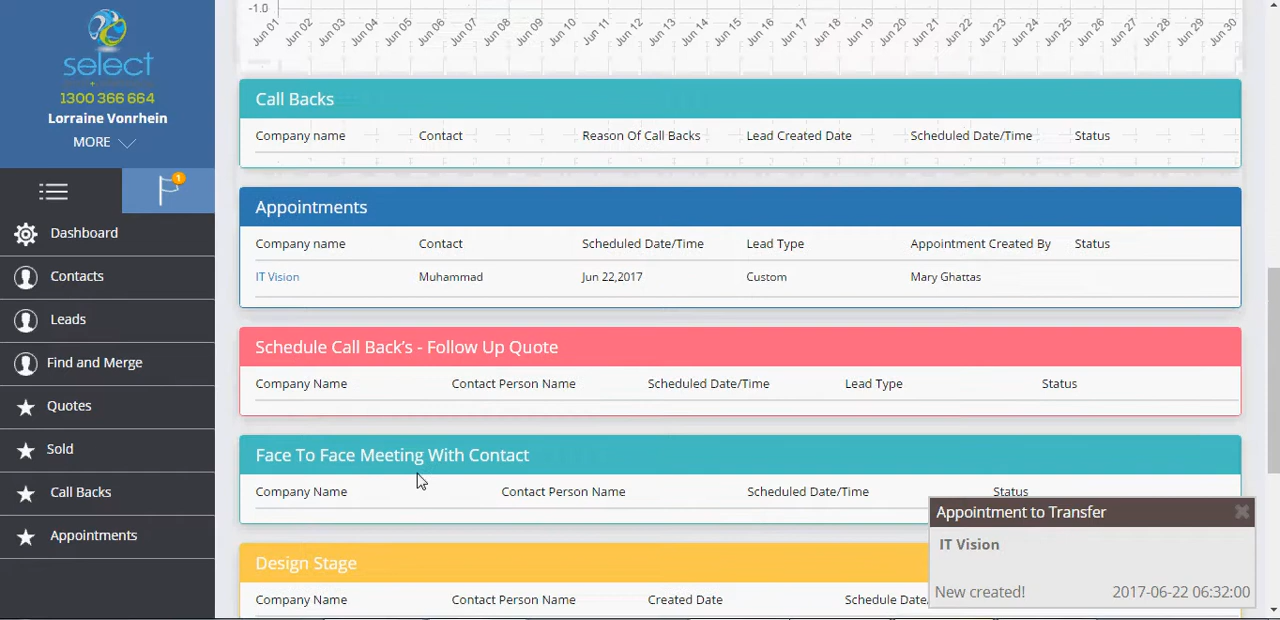 -1.0
Jun 01 Jun 02 Jun 03 Jun 04 Jun 05 Jun 06 Jun 07 Jun 08 Jun 09 Jun 10 Jun 11 Jun 12 Jun 13 Jun 14 Jun 15 Jun 16 Jun 17 Jun 18 Jun 19 Jun 20 Jun 21 Jun 22 Jun 23 Jun 24 Jun 25 Jun 26 Jun 27 Jun 28 Jun 29 Jun 30
select
1300 366 664
Lorraine Vonrhein
MORE
1
Dashboard
Contacts
Leads
Find and Merge
Quotes
Sold
Call Backs
Appointments
Call Backs
Company name Contact Reason Of Call Backs Lead Created Date Scheduled Date/Time Status
Appointments
Company name Contact Scheduled Date/Time Lead Type Appointment Created By Status
IT Vision Muhammad Jun 22,2017 Custom Mary Ghattas
Schedule Call Back's - Follow Up Quote
Company Name Contact Person Name Scheduled Date/Time Lead Type Status
Face To Face Meeting With Contact
Company Name Contact Person Name Scheduled Date/Time Status
Design Stage
Company Name Contact Person Name Created Date Schedule Date
Appointment to Transfer
IT Vision
New created! 2017-06-22 06:32:00